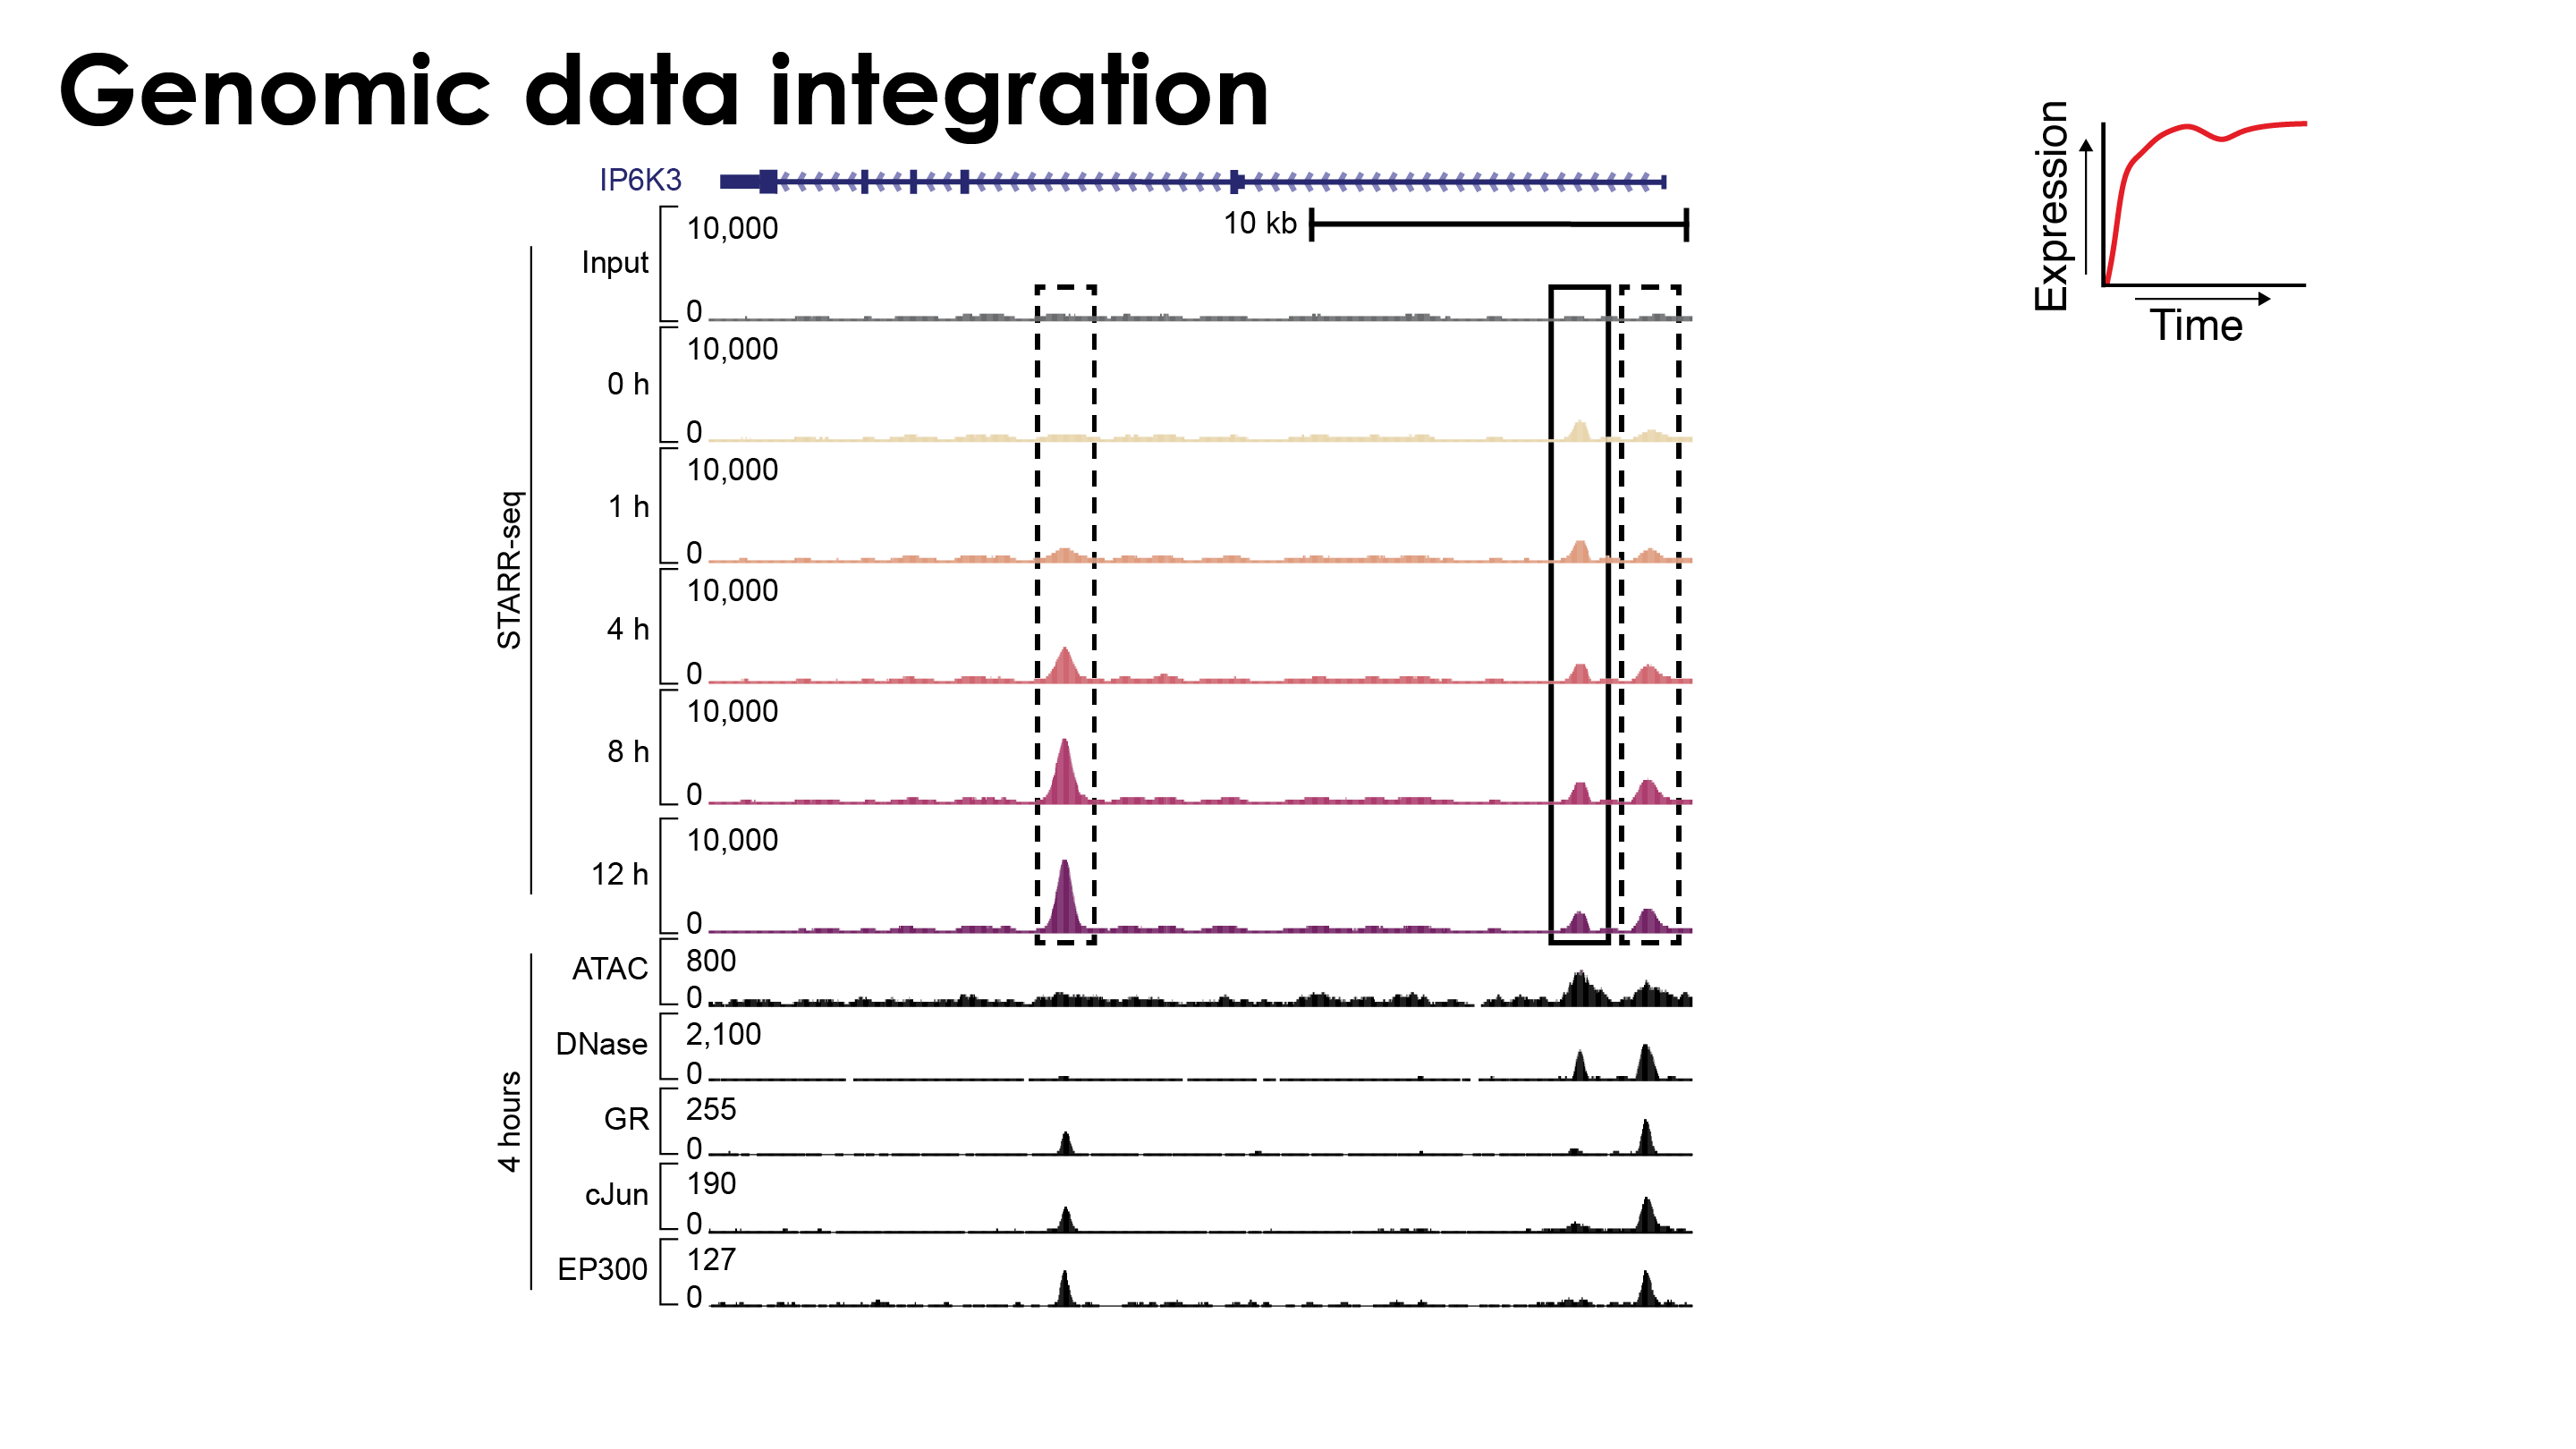 Genomic data integration
IP6K3
10 kb
Expression
Time
STARR-seq
Input
10,000
0
0 h
10,000
0
1 h
10,000
0
4 h
10,000
0
8 h
10,000
0
12 h
10,000
0
4 hours
ATAC
800
0
DNase
2,100
0
GR
255
0
cJun
190
0
EP300
127
0